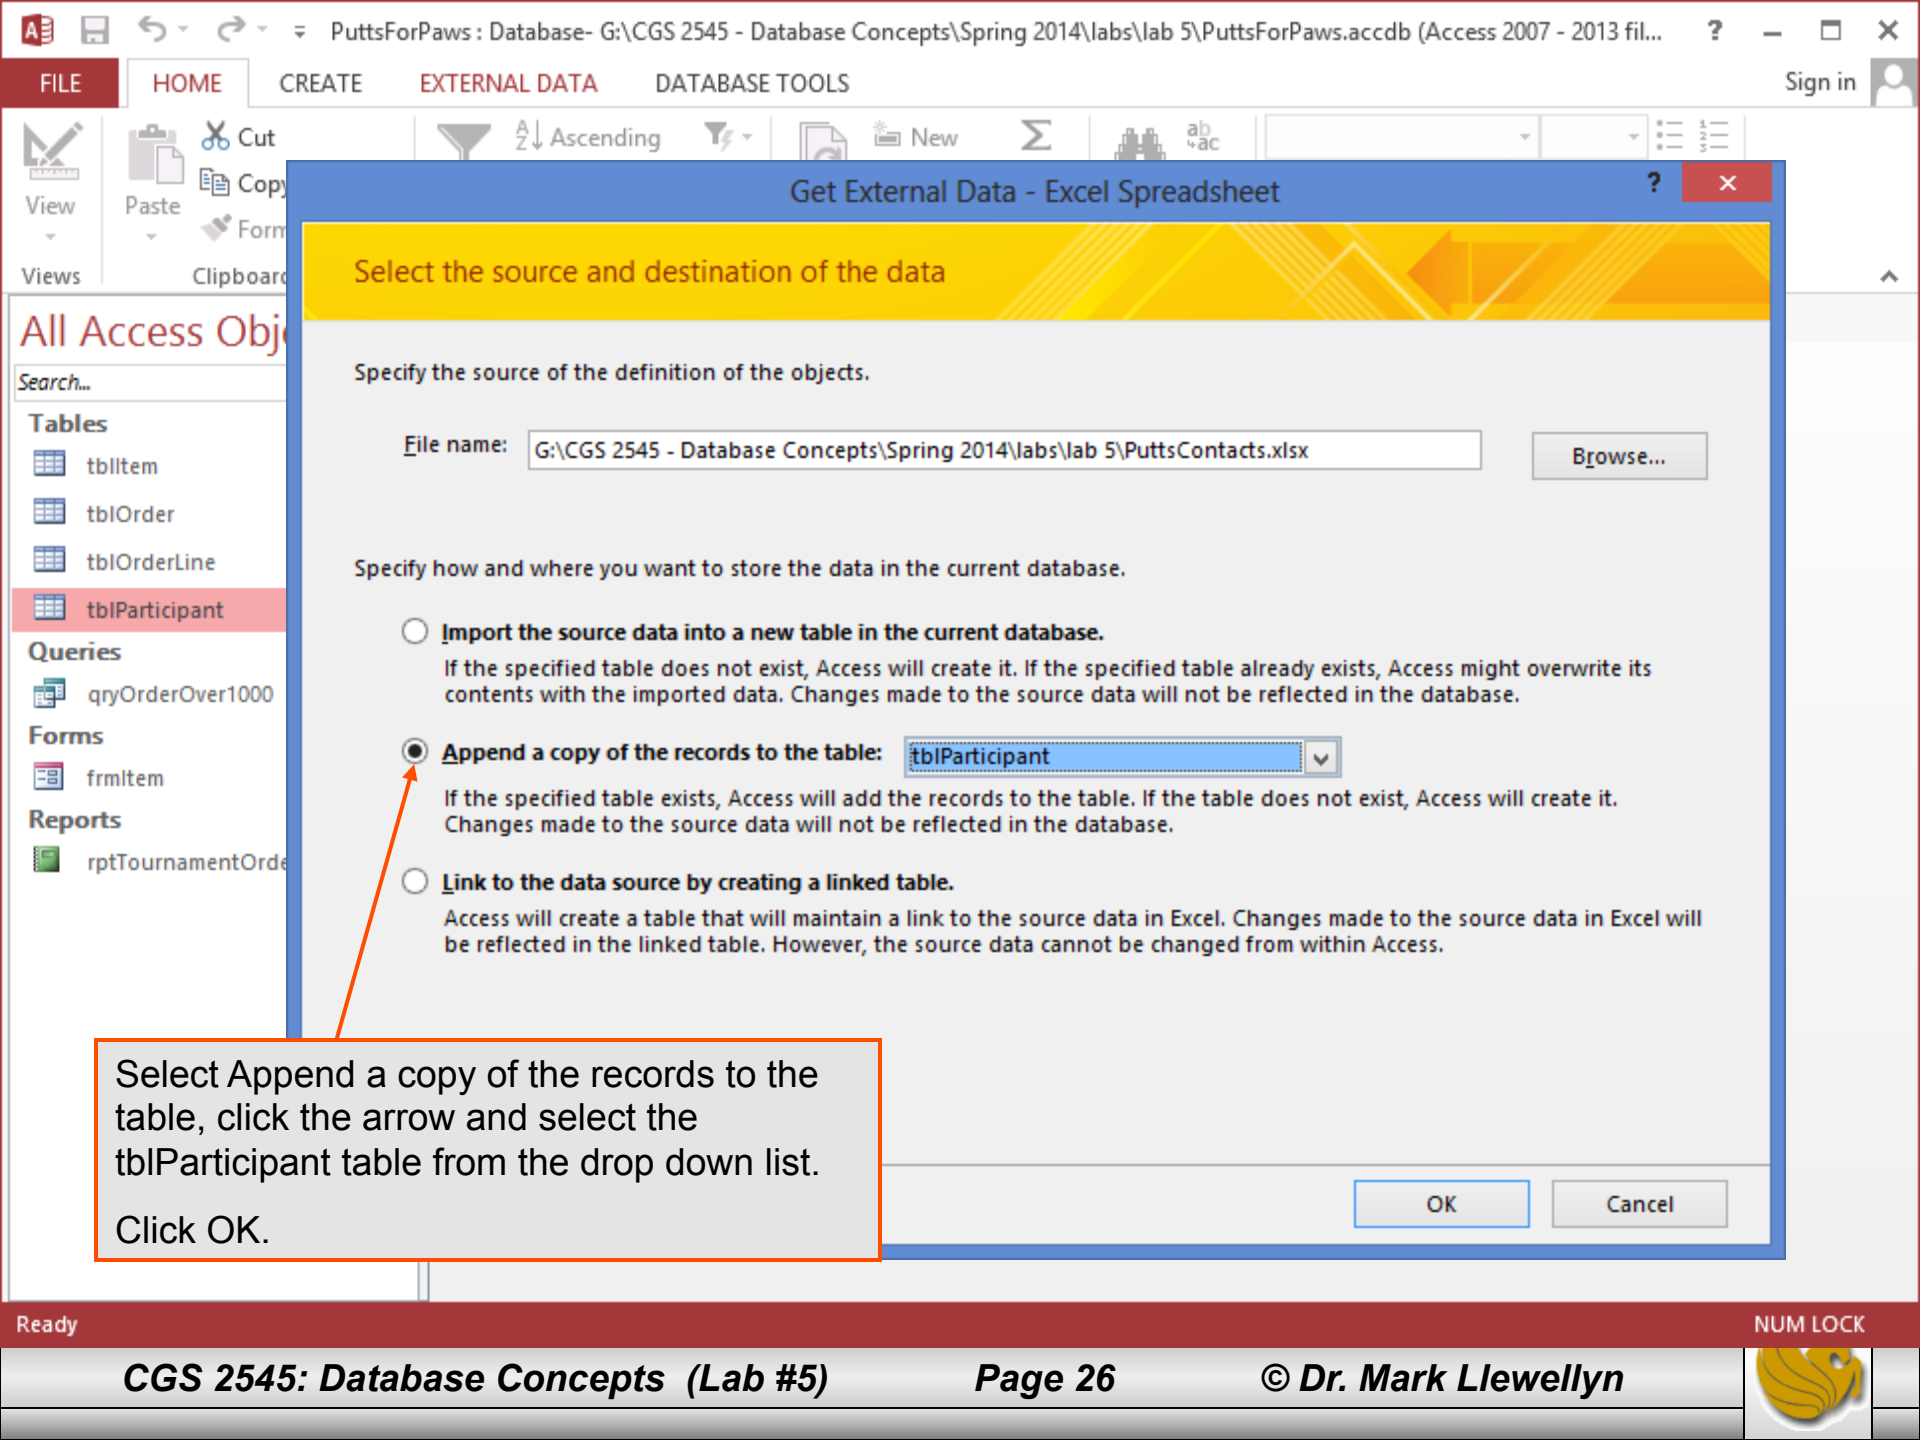 PuttsForPaws : Database- G:\CGS 2545 - Database Concepts\Spring 2014\labs\lab 5\PuttsForPaws.accdb (Access 2007 - 2013 fil... ?
FILE HOME CREATE EXTERNAL DATA DATABASE TOOLS Sign in
Cut Ascending New
View Paste Copy
Form
Views Clipboard
Get External Data - Excel Spreadsheet ?
Select the source and destination of the data
All Access Obje
Search...
Tables
tblItem
tblOrder
tblOrderLine
tblParticipant
Queries
qryOrderOver1000
Forms
frmItem
Reports
rptTournamentOrde
Specify the source of the definition of the objects.
File name: G:\CGS 2545 - Database Concepts\Spring 2014\labs\lab 5\PuttsContacts.xlsx Browse...
Specify how and where you want to store the data in the current database.
Import the source data into a new table in the current database.
If the specified table does not exist, Access will create it. If the specified table already exists, Access might overwrite its
contents with the imported data. Changes made to the source data will not be reflected in the database.
Append a copy of the records to the table: tblParticipant
If the specified table exists, Access will add the records to the table. If the table does not exist, Access will create it.
Changes made to the source data will not be reflected in the database.
Link to the data source by creating a linked table.
Access will create a table that will maintain a link to the source data in Excel. Changes made to the source data in Excel will
be reflected in the linked table. However, the source data cannot be changed from within Access.
Select Append a copy of the records to the
table, click the arrow and select the
tblParticipant table from the drop down list.
Click OK.
OK Cancel
Ready NUM LOCK
CGS 2545: Database Concepts (Lab #5) Page 26 © Dr. Mark Llewellyn